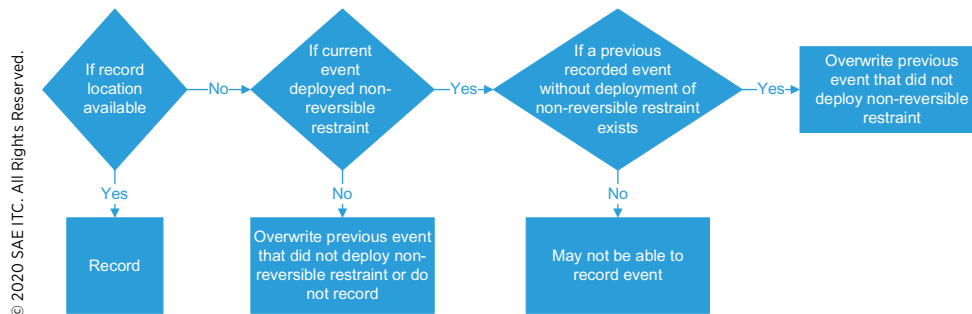 © 2020 SAE ITC. All Rights Reserved.
If record
location
available
No
If current
event
deployed non-
reversible
restraint
Yes
If a previous
recorded event
without deployment of
non-reversible restraint
exists
Yes
Overwrite previous
event that did not
deploy non-reversible
restraint
Yes
No
No
Record
Overwrite previous event
that did not deploy non-
reversible restraint or do
not record
May not be able to
record event